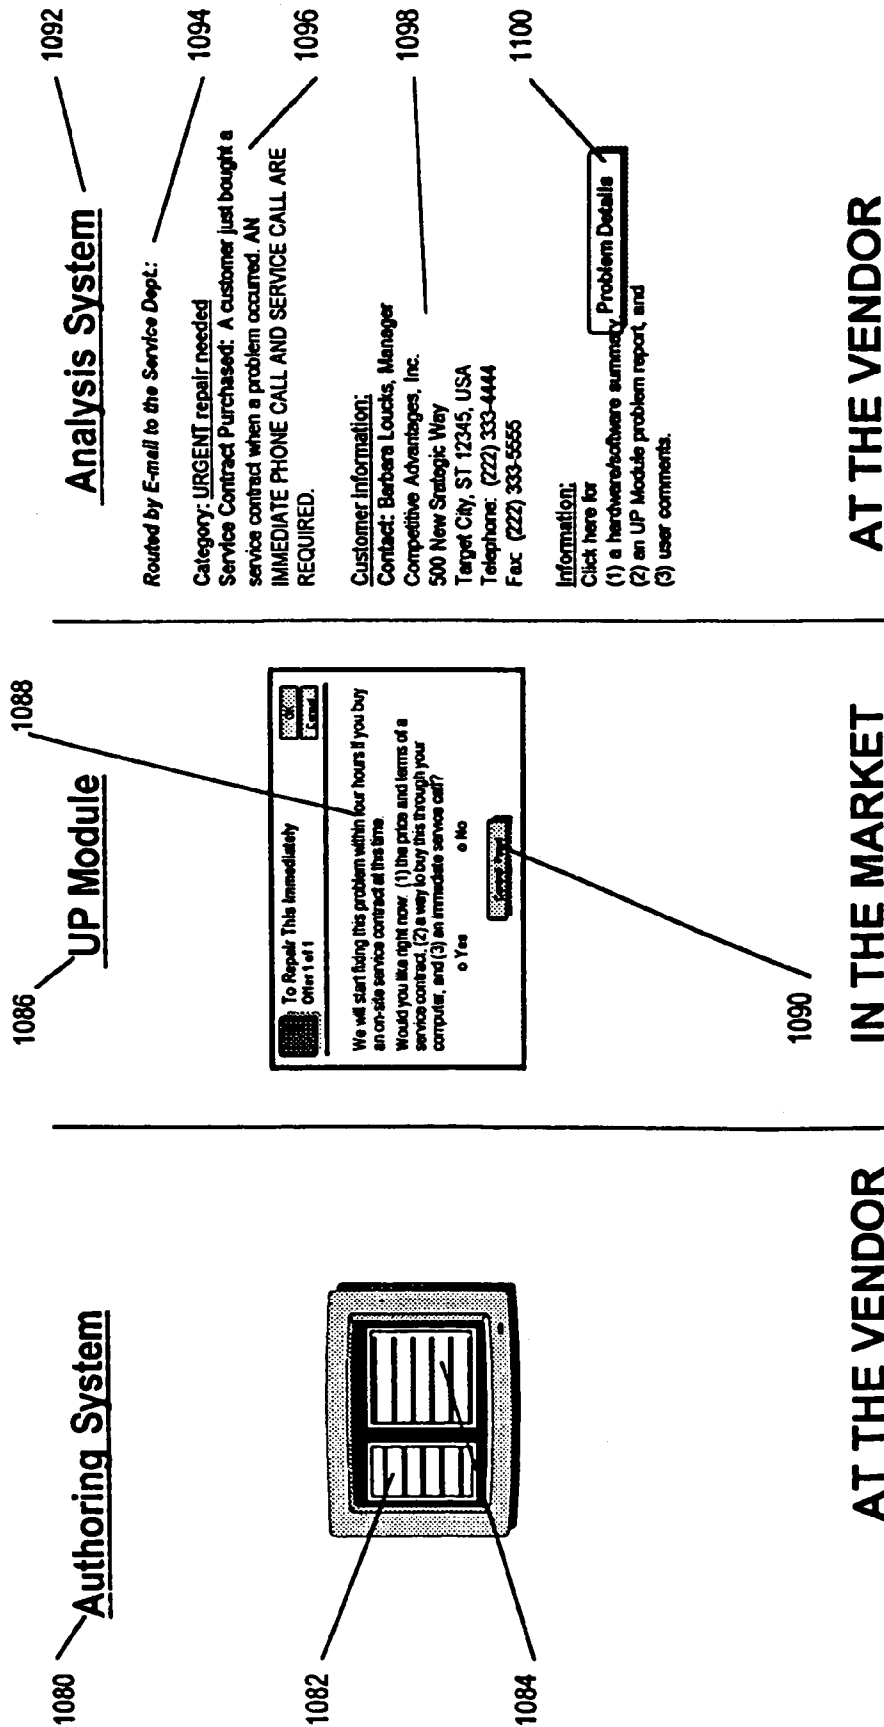 1080
Authoring System
1082
1084
AT THE VENDOR
1086
UP Module
1088
To Repair This Immediately
Offer 1 of 1
OK
Cancel
We will start fixing this problem within four hours if you buy
an on-site service contract at this time.
Would you like right now: (1) the price and terms of a
service contract, (2) a way to buy this through your
computer, and (3) an immediate service call?
o Yes
o No
1090
IN THE MARKET
Analysis System
1092
Routed by E-mail to the Service Dept.:
1094
Category: URGENT repair needed
Service Contract Purchased: A customer just bought a
service contract when a problem occurred. AN
IMMEDIATE PHONE CALL AND SERVICE CALL ARE
REQUIRED.
1096
Customer Information:
Contact: Barbara Loucks, Manager
Competitive Advantages, Inc.
500 New Srategic Way
Target City, ST 12345, USA
Telephone: (222) 333-4444
Fax: (222) 333-5555
1098
Information:
Click here for
(1) a hardware/software summary,
(2) an UP Module problem report, and
(3) user comments.
Problem Details
1100
AT THE VENDOR